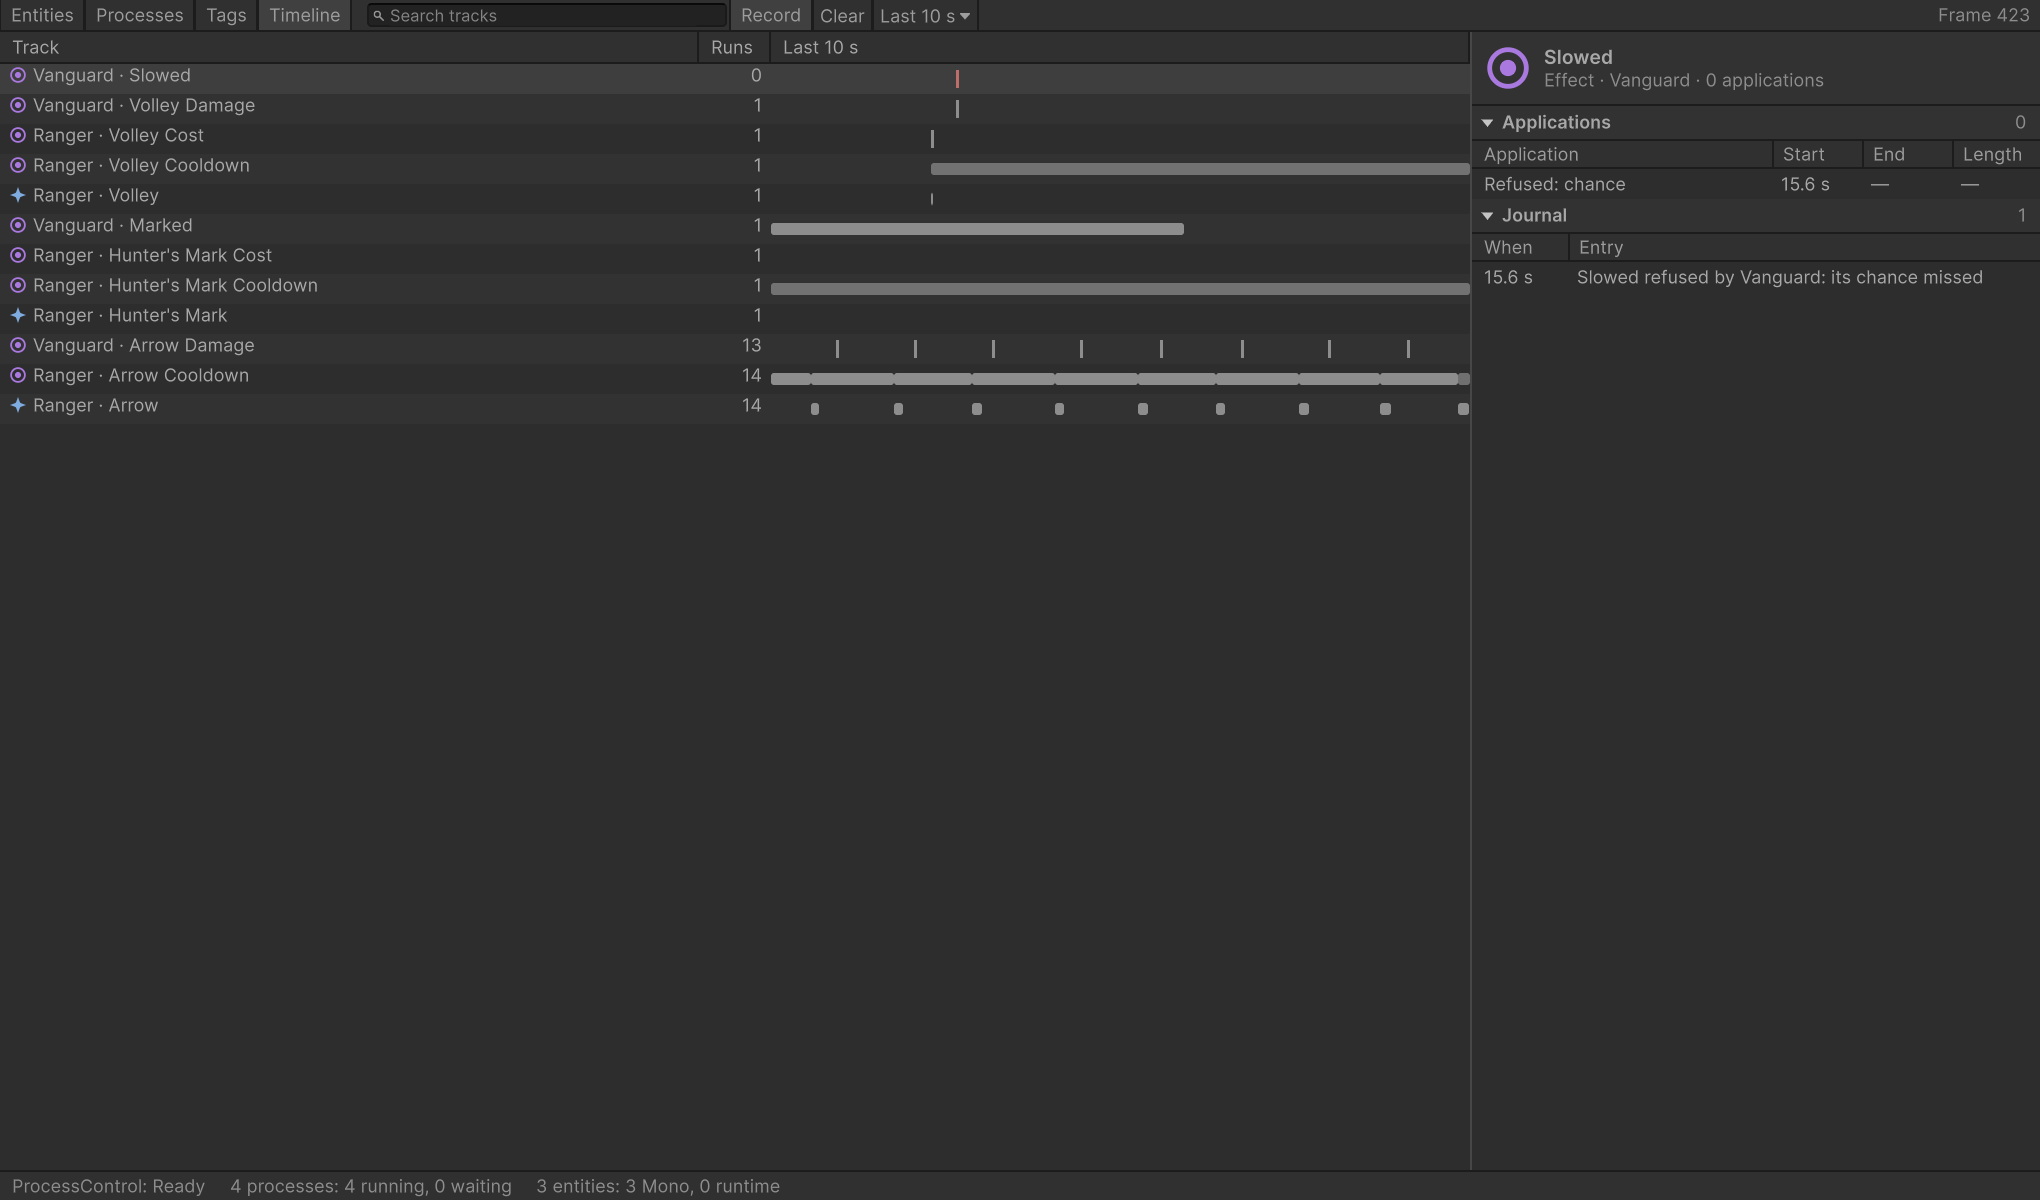 Entities Processes Tags Timeline Search tracks Record Clear Last 10 s Frame 423
Track Runs Last 10 s
Vanguard · Slowed 0
Vanguard · Volley Damage 1
Ranger · Volley Cost 1
Ranger · Volley Cooldown 1
Ranger · Volley 1
Vanguard · Marked 1
Ranger · Hunter's Mark Cost 1
Ranger · Hunter's Mark Cooldown 1
Ranger · Hunter's Mark 1
Vanguard · Arrow Damage 13
Ranger · Arrow Cooldown 14
Ranger · Arrow 14
Slowed
Effect · Vanguard · 0 applications
Applications 0
Application Start End Length
Refused: chance 15.6 s — —
Journal 1
When Entry
15.6 s Slowed refused by Vanguard: its chance missed
ProcessControl: Ready 4 processes: 4 running, 0 waiting 3 entities: 3 Mono, 0 runtime